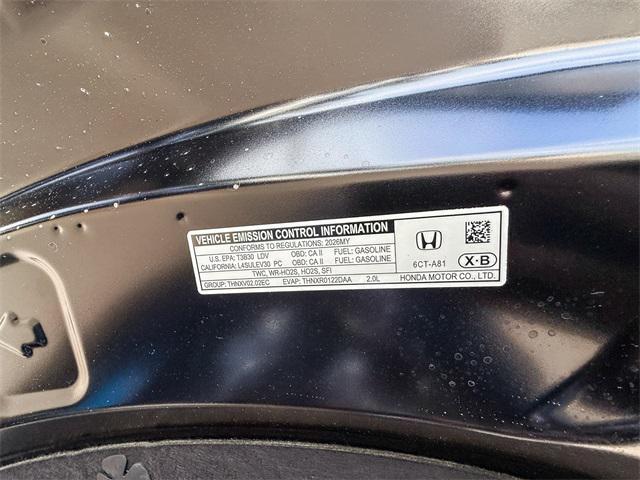 VEHICLE EMISSION CONTROL INFORMATION
CONFORMS TO REGULATIONS: 2026MY
U.S. EPA: T3B30 LDV OBD: CA II FUEL: GASOLINE
CALIFORNIA: L4SULEV30 PC OBD: CA II FUEL: GASOLINE
TWC, WR-HO2S, HO2S, SFI
GROUP: THNXV02.02EC EVAP: THNXR0122DAA 2.0L
6CT-A81
X·B
HONDA MOTOR CO., LTD.